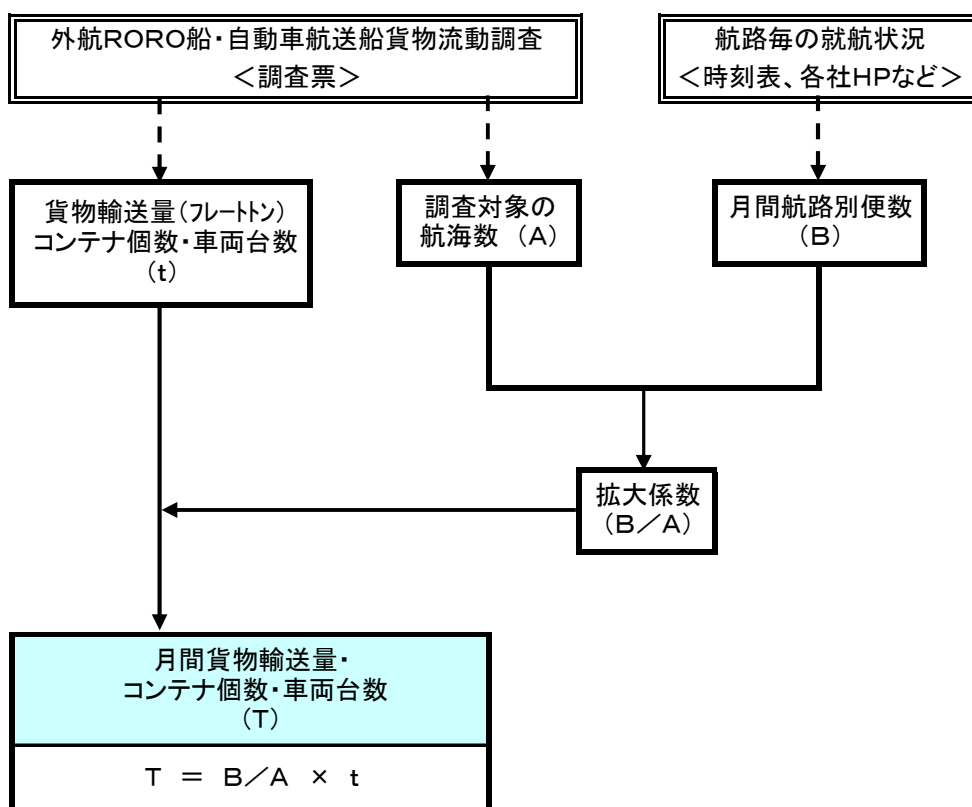 外航RORO船・自動車航送船貨物流動調査
＜調査票＞
航路毎の就航状況
＜時刻表、各社HPなど＞
貨物輸送量（フレートトン）
コンテナ個数・車両台数
（t）
調査対象の
航海数　（A）
月間航路別便数
（B）
拡大係数
（B／A）
月間貨物輸送量・
コンテナ個数・車両台数
（T）
T　＝　B／A　×　t